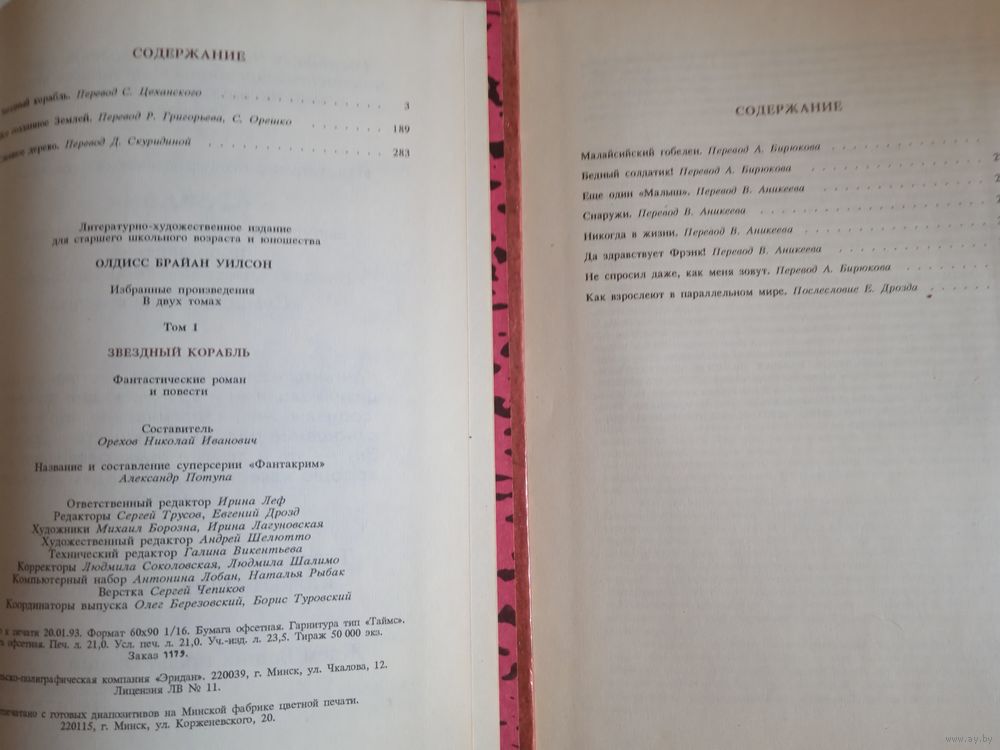 СОДЕРЖАНИЕ
корабль. Перевод С. Цеханского . . . . . . . . . . . . 3
созданное Землей. Перевод Р. Григорьева, С. Орешко . . . . . . 189
дерево. Перевод Д. Скуридиной . . . . . . . . . . . . 283
Литературно-художественное издание
для старшего школьного возраста и юношества
ОЛДИСС БРАЙАН УИЛСОН
Избранные произведения
В двух томах
Том 1
ЗВЕЗДНЫЙ КОРАБЛЬ
Фантастические роман
и повести
Составитель
Орехов Николай Иванович
Название и составление суперсерии «Фантакрим»
Александр Потупа
Ответственный редактор Ирина Леф
Редакторы Сергей Трусов, Евгений Дрозд
Художники Михаил Борозна, Ирина Лагуновская
Художественный редактор Андрей Шелютто
Технический редактор Галина Викентьева
Корректоры Людмила Соколовская, Людмила Шалимо
Компьютерный набор Антонина Лобан, Наталья Рыбак
Верстка Сергей Чепиков
Координаторы выпуска Олег Березовский, Борис Туровский
к печати 20.01.93. Формат 60х90 1/16. Бумага офсетная. Гарнитура тип «Таймс».
офсетная. Печ. л. 21,0. Усл. печ. л. 21,0. Уч.-изд. л. 23,5. Тираж 50 000 экз.
Заказ 1179.
компания «Эридан». 220039, г. Минск, ул. Чкалова, 12.
Лицензия ЛВ № 11.
с готовых диапозитивов на Минской фабрике цветной печати.
220115, г. Минск, ул. Корженевского, 20.
СОДЕРЖАНИЕ
Малайсийский гобелен. Перевод А. Бирюкова . . . . . . . .
Бедный солдатик! Перевод А. Бирюкова . . . . . . . . . .
Еще один «Малыш». Перевод В. Аникеева . . . . . . . . .
Снаружи. Перевод В. Аникеева . . . . . . . . . . . .
Никогда в жизни. Перевод В. Аникеева . . . . . . . . . .
Да здравствует Фрэнк! Перевод В. Аникеева . . . . . . . .
Не спросил даже, как меня зовут. Перевод А. Бирюкова . . . . .
Как взрослеют в параллельном мире. Послесловие Е. Дрозда . . . .
www.ay.by